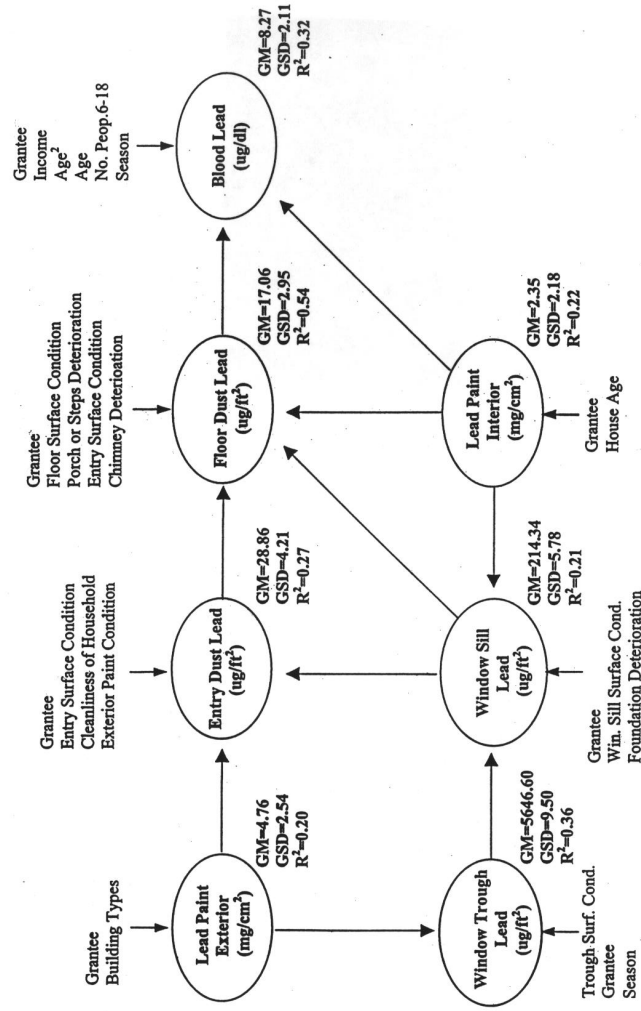 Grantee
Building Types
Lead Paint
Exterior
(mg/cm²)
GM=4.76
GSD=2.54
R²=0.20
Grantee
Entry Surface Condition
Cleanliness of Household
Exterior Paint Condition
Entry Dust Lead
(ug/ft²)
GM=28.86
GSD=4.21
R²=0.27
Grantee
Floor Surface Condition
Porch or Steps Deterioration
Entry Surface Condition
Chimney Deterioation
Floor Dust Lead
(ug/ft²)
GM=17.06
GSD=2.95
R²=0.54
Grantee
Income
Age²
Age
No. Peop.6-18
Season
Blood Lead
(ug/dl)
GM=8.27
GSD=2.11
R²=0.32
Window Trough
Lead
(ug/ft²)
GM=5646.60
GSD=9.50
R²=0.36
Trough Surf. Cond.
Grantee
Season
Window Sill
Lead
(ug/ft²)
GM=214.34
GSD=5.78
R²=0.21
Grantee
Win. Sill Surface Cond.
Foundation Deterioration
Lead Paint
Interior
(mg/cm²)
GM=2.35
GSD=2.18
R²=0.22
Grantee
House Age